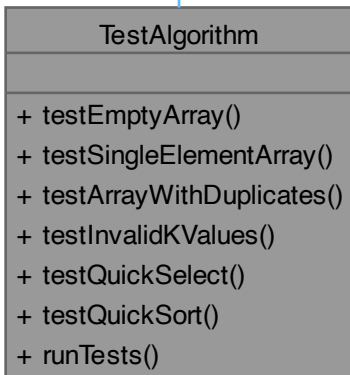 TestAlgorithm
+ testEmptyArray()
+ testSingleElementArray()
+ testArrayWithDuplicates()
+ testInvalidKValues()
+ testQuickSelect()
+ testQuickSort()
+ runTests()